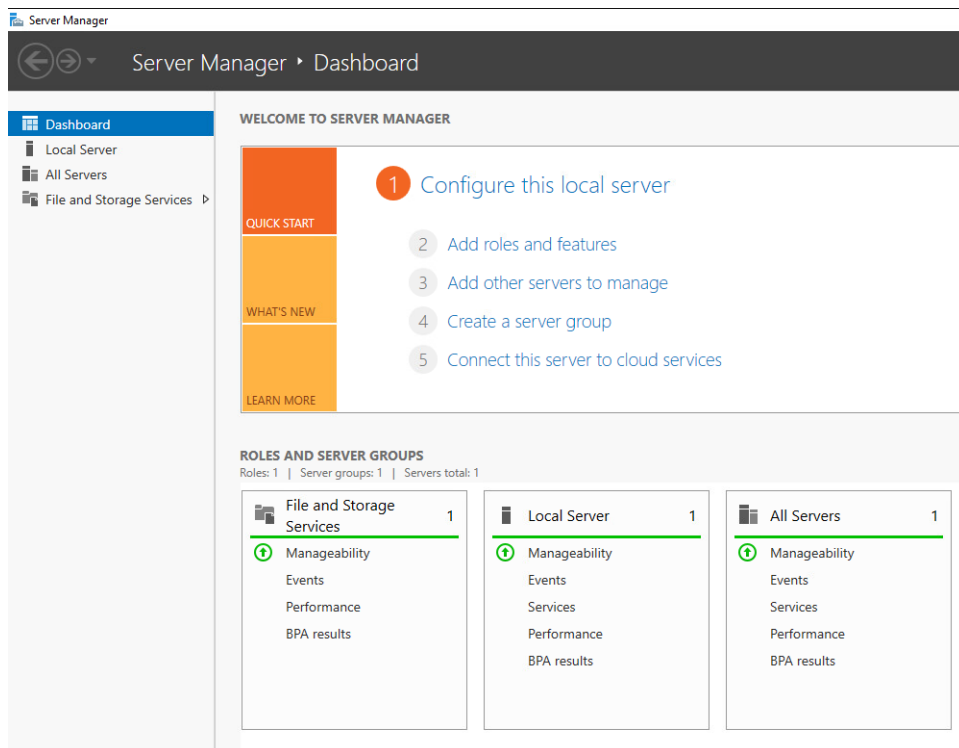 Server Manager
Server Manager ‣ Dashboard
Dashboard
Local Server
All Servers
File and Storage Services
WELCOME TO SERVER MANAGER
QUICK START
WHAT'S NEW
LEARN MORE
1 Configure this local server
2 Add roles and features
3 Add other servers to manage
4 Create a server group
5 Connect this server to cloud services
ROLES AND SERVER GROUPS
Roles: 1 | Server groups: 1 | Servers total: 1
File and Storage
Services 1
Manageability
Events
Performance
BPA results
Local Server 1
Manageability
Events
Services
Performance
BPA results
All Servers 1
Manageability
Events
Services
Performance
BPA results